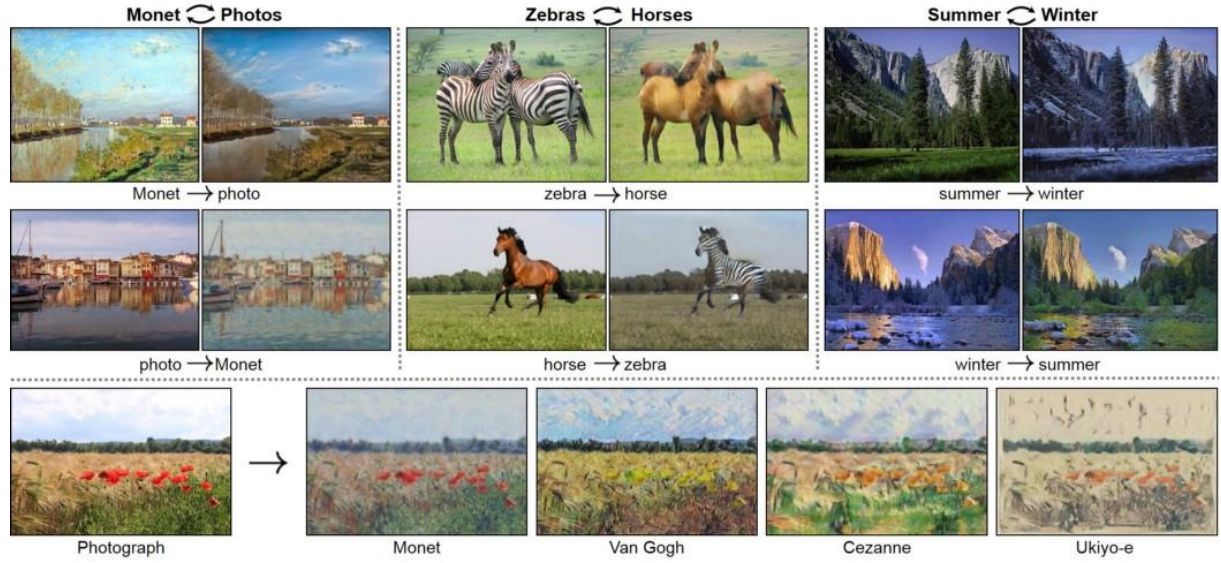 Monet ⇄ Photos
Zebras ⇄ Horses
Summer ⇄ Winter
Monet → photo
zebra → horse
summer → winter
photo → Monet
horse → zebra
winter → summer
Photograph
→
Monet
Van Gogh
Cezanne
Ukiyo-e